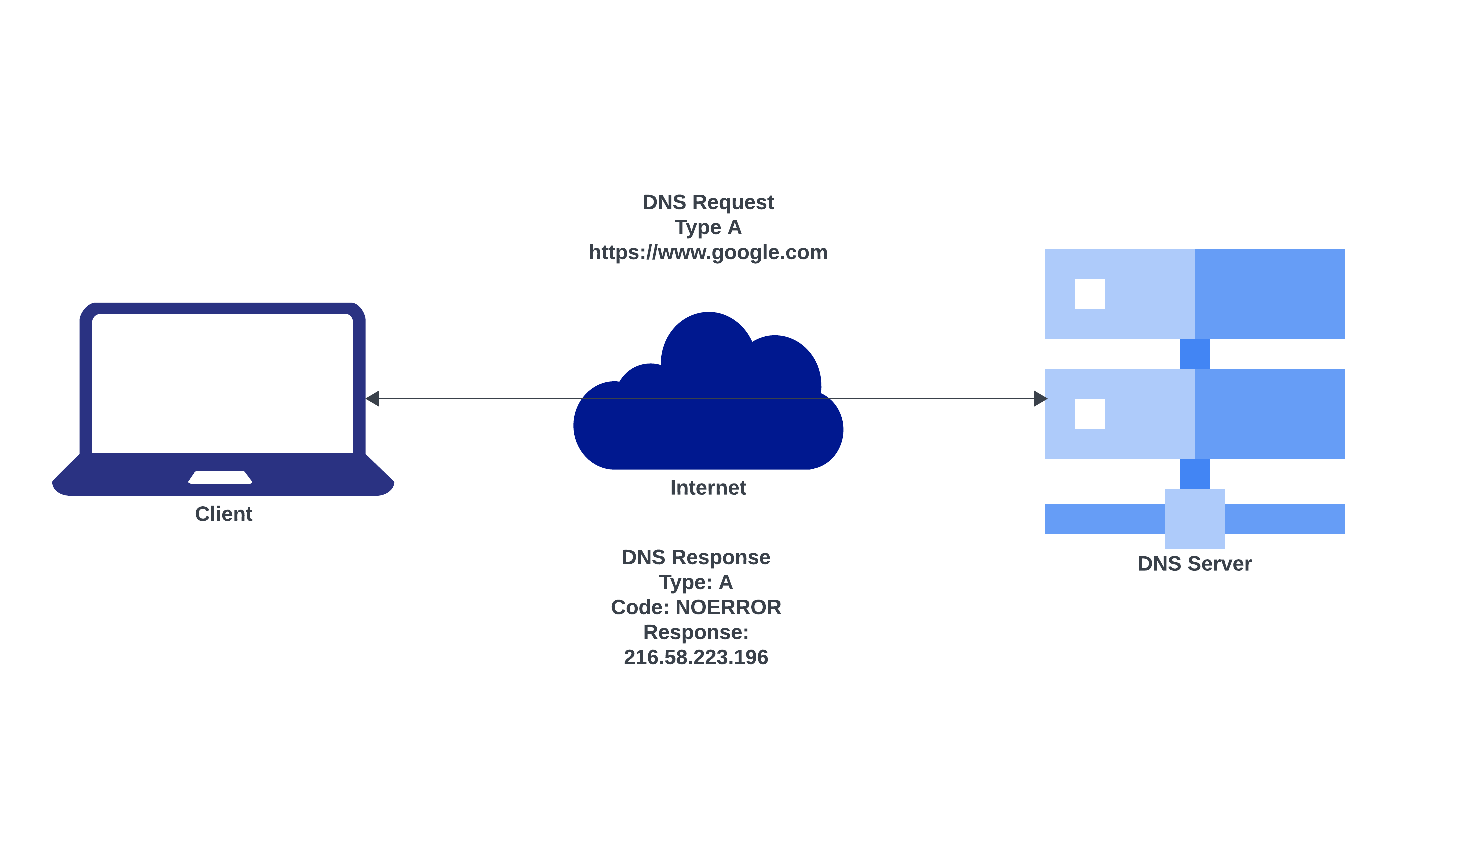 DNS Request
Type A
https://www.google.com
Client
Internet
DNS Server
DNS Response
Type: A
Code: NOERROR
Response:
216.58.223.196